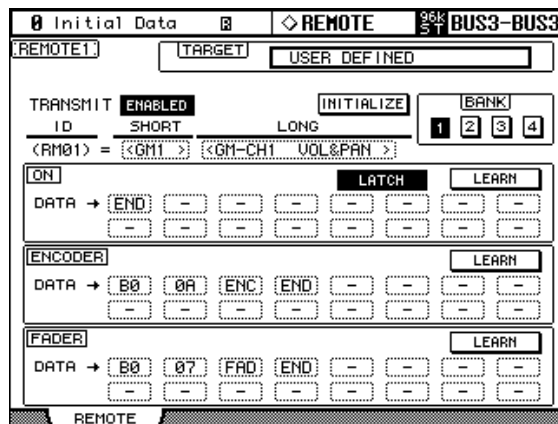 0 Initial Data REMOTE 96k ST BUS3-BUS3
REMOTE1 TARGET USER DEFINED
TRANSMIT ENABLED INITIALIZE BANK
ID SHORT LONG 1 2 3 4
(RM01) = <GM1 > <GM-CH1 VOL&PAN >
ON LATCH LEARN
DATA → END - - - - - - -
- - - - - - - -
ENCODER LEARN
DATA → B0 0A ENC END - - - -
- - - - - - - -
FADER LEARN
DATA → B0 07 FAD END - - - -
- - - - - - - -
REMOTE